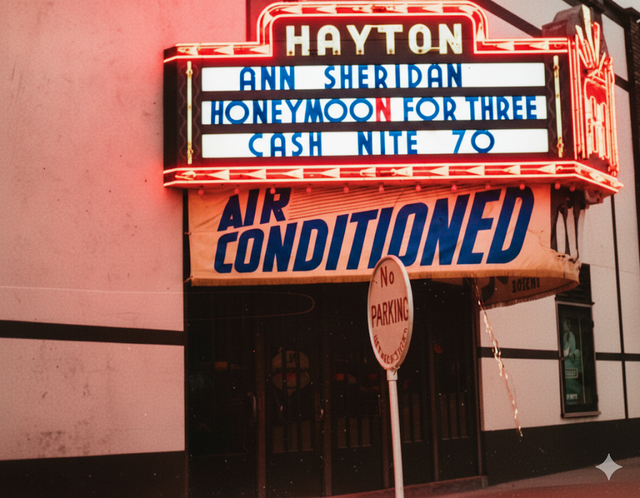 HAYTON
ANN SHERIDAN
HONEYMOON FOR THREE
CASH NITE 70
AIR
CONDITIONED
No
PARKING